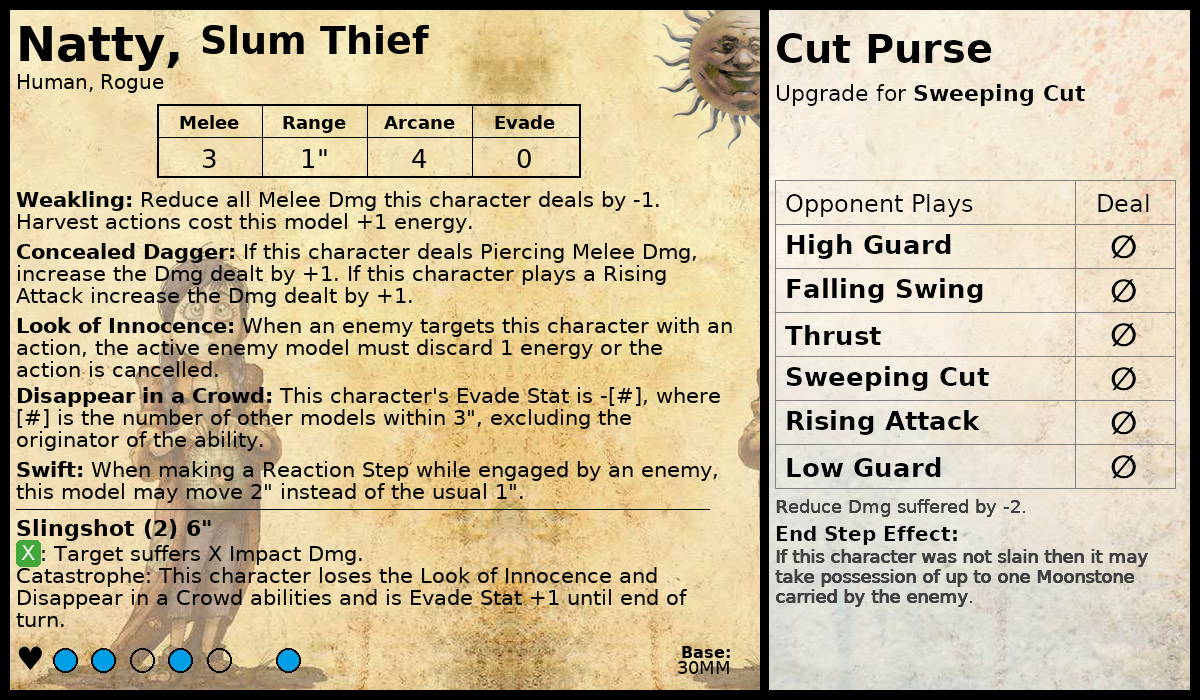 Natty, Slum Thief
Human, Rogue
Melee Range Arcane Evade
3 1" 4 0
Weakling: Reduce all Melee Dmg this character deals by -1.
Harvest actions cost this model +1 energy.
Concealed Dagger: If this character deals Piercing Melee Dmg,
increase the Dmg dealt by +1. If this character plays a Rising
Attack increase the Dmg dealt by +1.
Look of Innocence: When an enemy targets this character with an
action, the active enemy model must discard 1 energy or the
action is cancelled.
Disappear in a Crowd: This character's Evade Stat is -[#], where
[#] is the number of other models within 3", excluding the
originator of the ability.
Swift: When making a Reaction Step while engaged by an enemy,
this model may move 2" instead of the usual 1".
Slingshot (2) 6"
X: Target suffers X Impact Dmg.
Catastrophe: This character loses the Look of Innocence and
Disappear in a Crowd abilities and is Evade Stat +1 until end of
turn.
Base:
30MM
Cut Purse
Upgrade for Sweeping Cut
Opponent Plays Deal
High Guard ∅
Falling Swing ∅
Thrust ∅
Sweeping Cut ∅
Rising Attack ∅
Low Guard ∅
Reduce Dmg suffered by -2.
End Step Effect:
If this character was not slain then it may
take possession of up to one Moonstone
carried by the enemy.